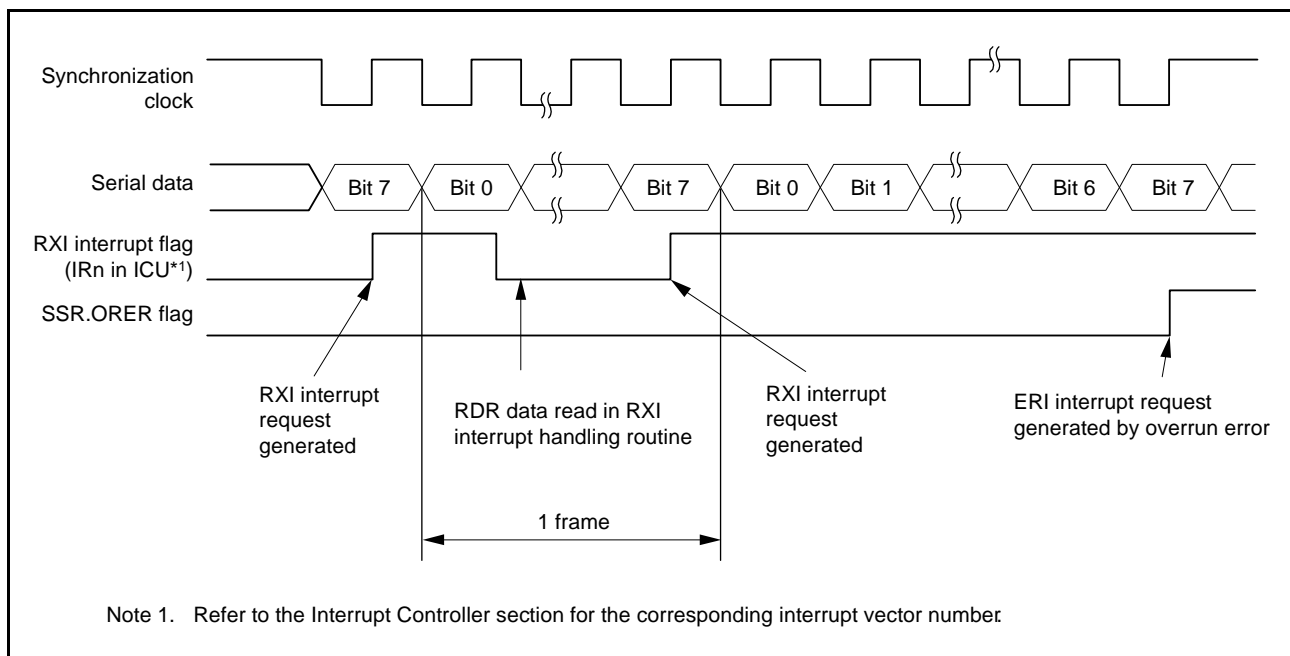 Synchronization
clock
Serial data
Bit 7 Bit 0 Bit 7 Bit 0 Bit 1 Bit 6 Bit 7
RXI interrupt flag
(IRn in ICU*1)
SSR.ORER flag
RXI interrupt
request
generated
RDR data read in RXI
interrupt handling routine
RXI interrupt
request
generated
ERI interrupt request
generated by overrun error
1 frame
Note 1. Refer to the Interrupt Controller section for the corresponding interrupt vector number.